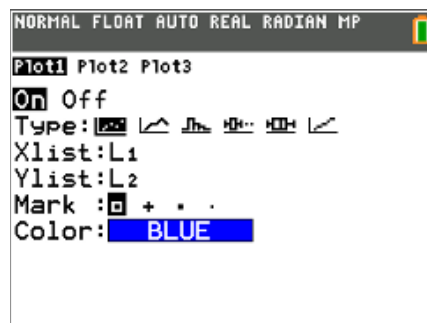 NORMAL FLOAT AUTO REAL RADIAN MP
Plot1 Plot2 Plot3
On Off
Type:
Xlist:L1
Ylist:L2
Mark :
Color: BLUE